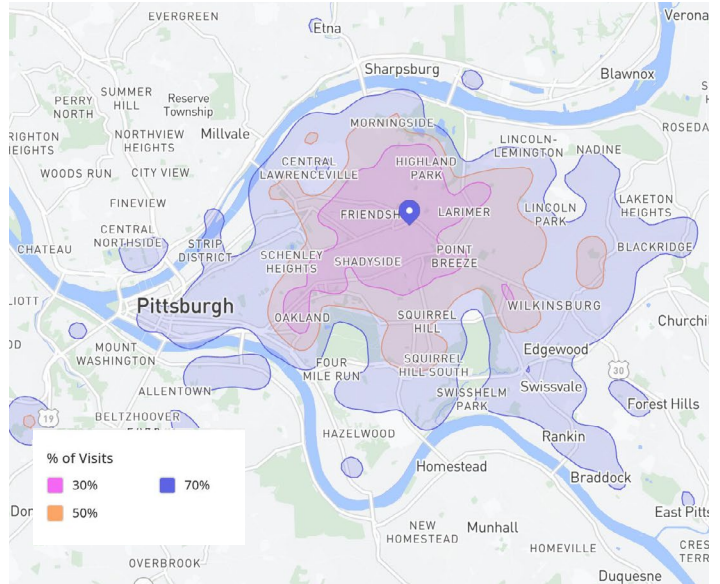 EVERGREEN
Verona
Etna
Sharpsburg
Blawnox
SUMMER
HILL
PERRY
NORTH
Reserve
Township
NORTHVIEW
HEIGHTS
Millvale
MORNINGSIDE
ROSEDA
RIGHTON
HEIGHTS
LINCOLN-
LEMINGTON
NADINE
WOODS RUN
CITY VIEW
CENTRAL
LAWRENCEVILLE
HIGHLAND
PARK
FINEVIEW
LAKETON
HEIGHTS
FRIENDSH
LARIMER
LINCOLN
PARK
CENTRAL
NORTHSIDE
STRIP
DISTRICT
CHATEAU
BLACKRIDGE
SCHENLEY
HEIGHTS
SHADYSIDE
POINT
BREEZE
LIOTT
Pittsburgh
WILKINSBURG
OAKLAND
SQUIRREL
HILL
Churchi
MOUNT
WASHINGTON
Edgewood
FOUR
MILE RUN
SQUIRREL
HILL SOUTH
30
ALLENTOWN
Swissvale
SWISSHELM
PARK
Forest Hills
19
BELTZHOOVER
HAZELWOOD
Rankin
% of Visits
30%
70%
50%
Homestead
Braddock
Dor
East Pitts
NEW
HOMESTEAD
Munhall
HOMEVILLE
CRES
TERR
OVERBROOK
Duquesne